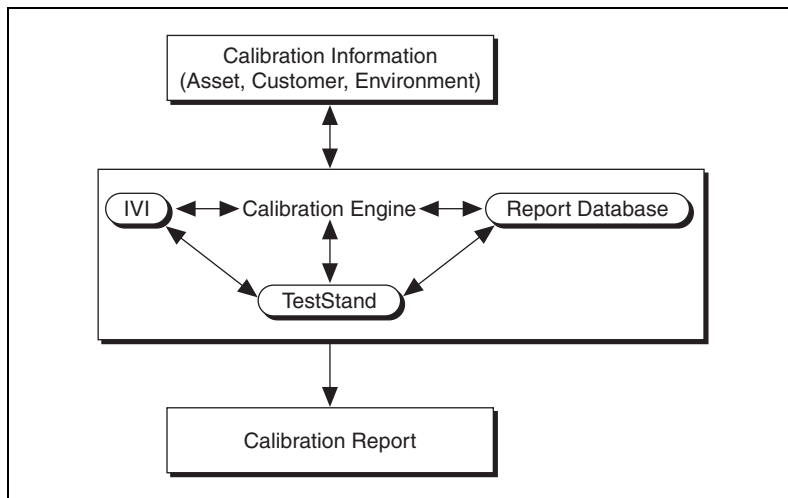 Calibration Information
(Asset, Customer, Environment)
IVI
Calibration Engine
Report Database
TestStand
Calibration Report